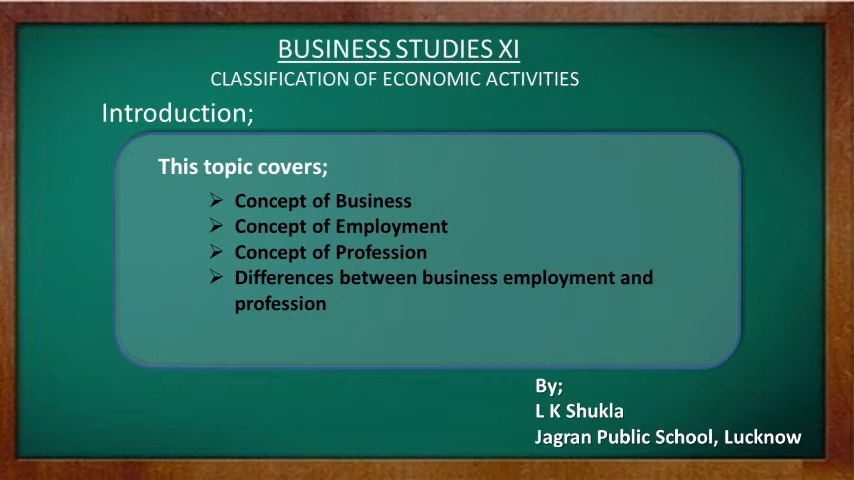 BUSINESS STUDIES XI
CLASSIFICATION OF ECONOMIC ACTIVITIES
Introduction;
This topic covers;
➢ Concept of Business
➢ Concept of Employment
➢ Concept of Profession
➢ Differences between business employment and
profession
By;
L K Shukla
Jagran Public School, Lucknow